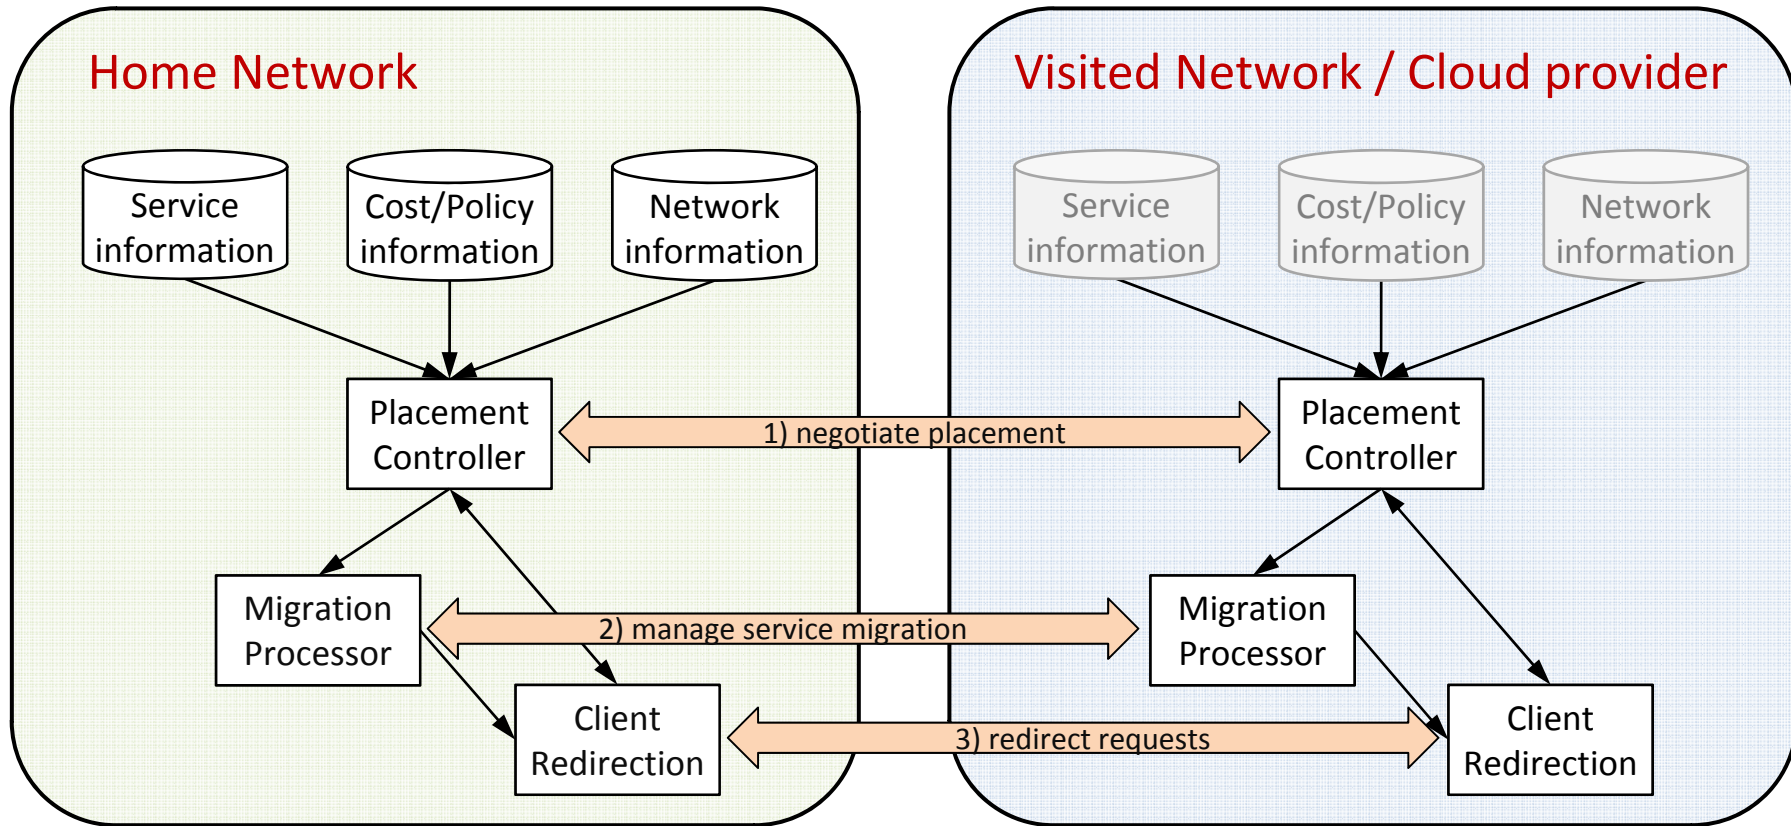 Home Network
Visited Network / Cloud provider
Service
information
Cost/Policy
information
Network
information
Service
information
Cost/Policy
information
Network
information
Placement
Controller
1) negotiate placement
Placement
Controller
Migration
Processor
2) manage service migration
Migration
Processor
Client
Redirection
3) redirect requests
Client
Redirection